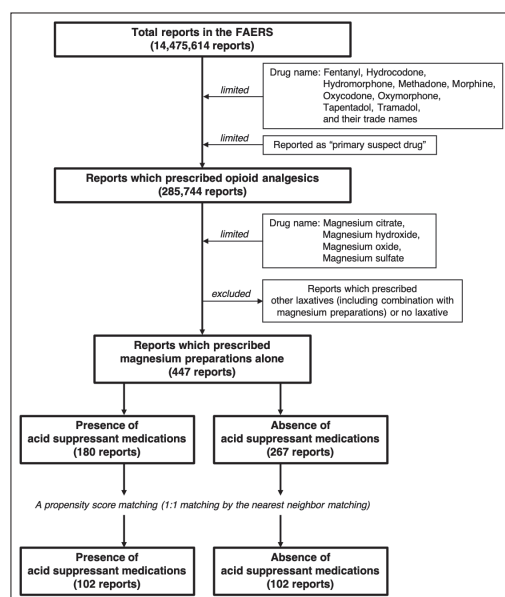 Total reports in the FAERS
(14,475,614 reports)
limited
Drug name: Fentanyl, Hydrocodone,
Hydromorphone, Methadone, Morphine,
Oxycodone, Oxymorphone,
Tapentadol, Tramadol,
and their trade names
limited
Reported as “primary suspect drug”
Reports which prescribed opioid analgesics
(285,744 reports)
limited
Drug name: Magnesium citrate,
Magnesium hydroxide,
Magnesium oxide,
Magnesium sulfate
excluded
Reports which prescribed
other laxatives (including combination with
magnesium preparations) or no laxative
Reports which prescribed
magnesium preparations alone
(447 reports)
Presence of
acid suppressant medications
(180 reports)
Absence of
acid suppressant medications
(267 reports)
A propensity score matching (1:1 matching by the nearest neighbor matching)
Presence of
acid suppressant medications
(102 reports)
Absence of
acid suppressant medications
(102 reports)